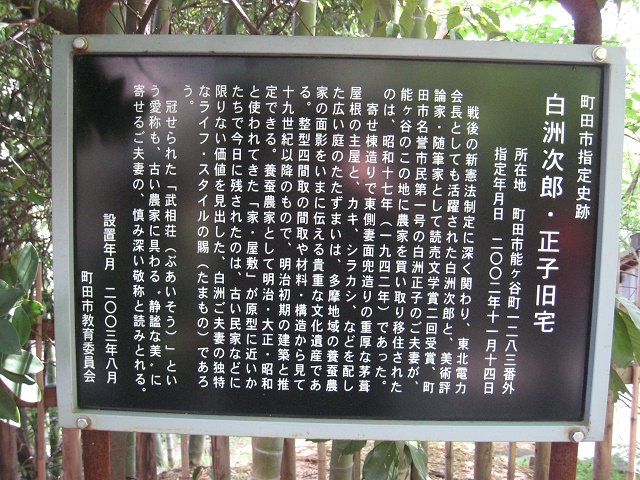 町田市指定史跡
白洲次郎・正子旧宅
所在地　町田市能ヶ谷町一二八三番外
指定年月日　二〇〇二年十一月十四日
戦後の新憲法制定に深く関わり、東北電力
会長としても活躍された白洲次郎と、美術評
論家・随筆家として読売文学賞二回受賞、町
田市名誉市民第一号の白洲正子のご夫妻が、
能ヶ谷のこの地に農家を買い取り移住された
のは、昭和十七年（一九四二年）であった。
寄せ棟造りで東側妻面兜造りの重厚な茅葺
屋根の主屋と、カキ、シラカシ、などを配し
た広い庭のたたずまいは、多摩地域の養蚕農
家の面影をいまに伝える貴重な文化遺産であ
る。整型四間取の間取や材料・構造から見て
十九世紀以降のもので、明治初期の建築と推
定できる。養蚕農家として明治・大正・昭和
と使われてきた「家・屋敷」が原型に近いか
たちで今日に残されたのは、古い民家などに
限りない価値を見出した、白洲ご夫妻の独特
なライフ・スタイルの賜（たまもの）であろ
う。
冠せられた「武相荘（ぶあいそう）」とい
う愛称も、古い農家に具わる〝静謐な美〟に
寄せるご夫妻の、慎み深い敬称と読みとれる。
設置年月　二〇〇三年八月
町田市教育委員会